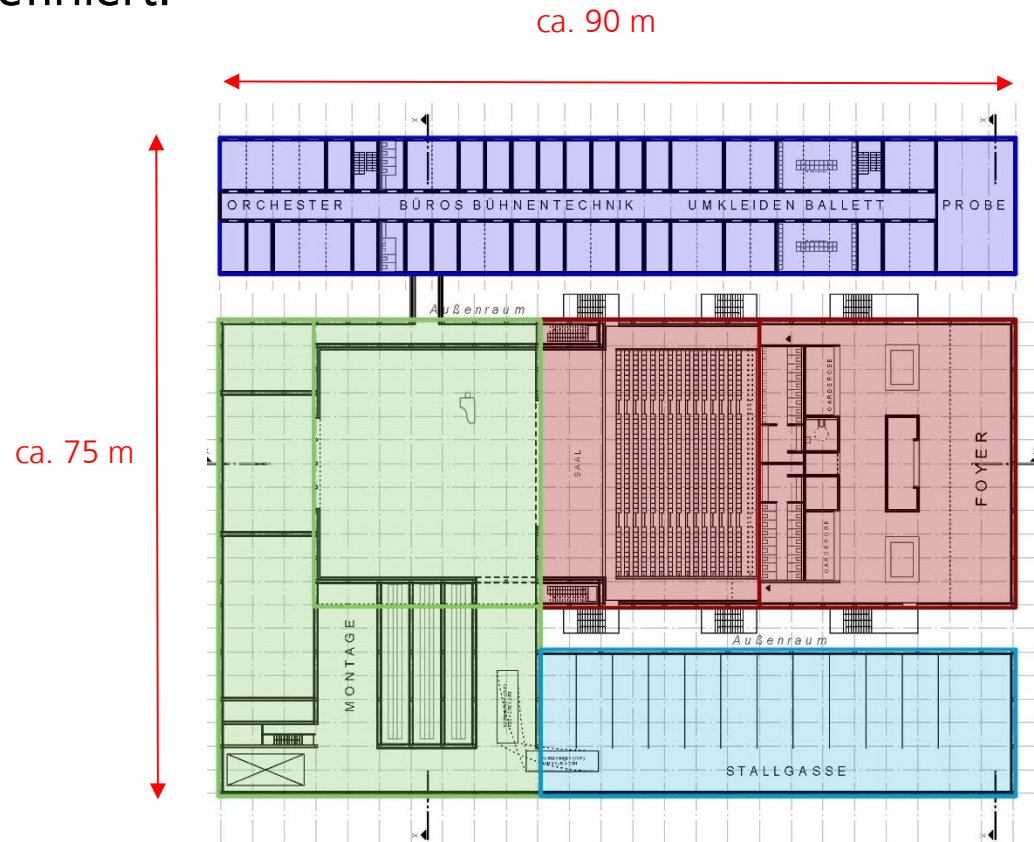 ca. 90 m
ORCHESTER BÜROS BÜHNENTECHNIK UMKLEIDEN BALLETT PROBE
Außenraum
GARDEROBE
SAAL
FOYER
ca. 75 m
GARDEROBE
MONTAGE
Außenraum
STALLGASSE